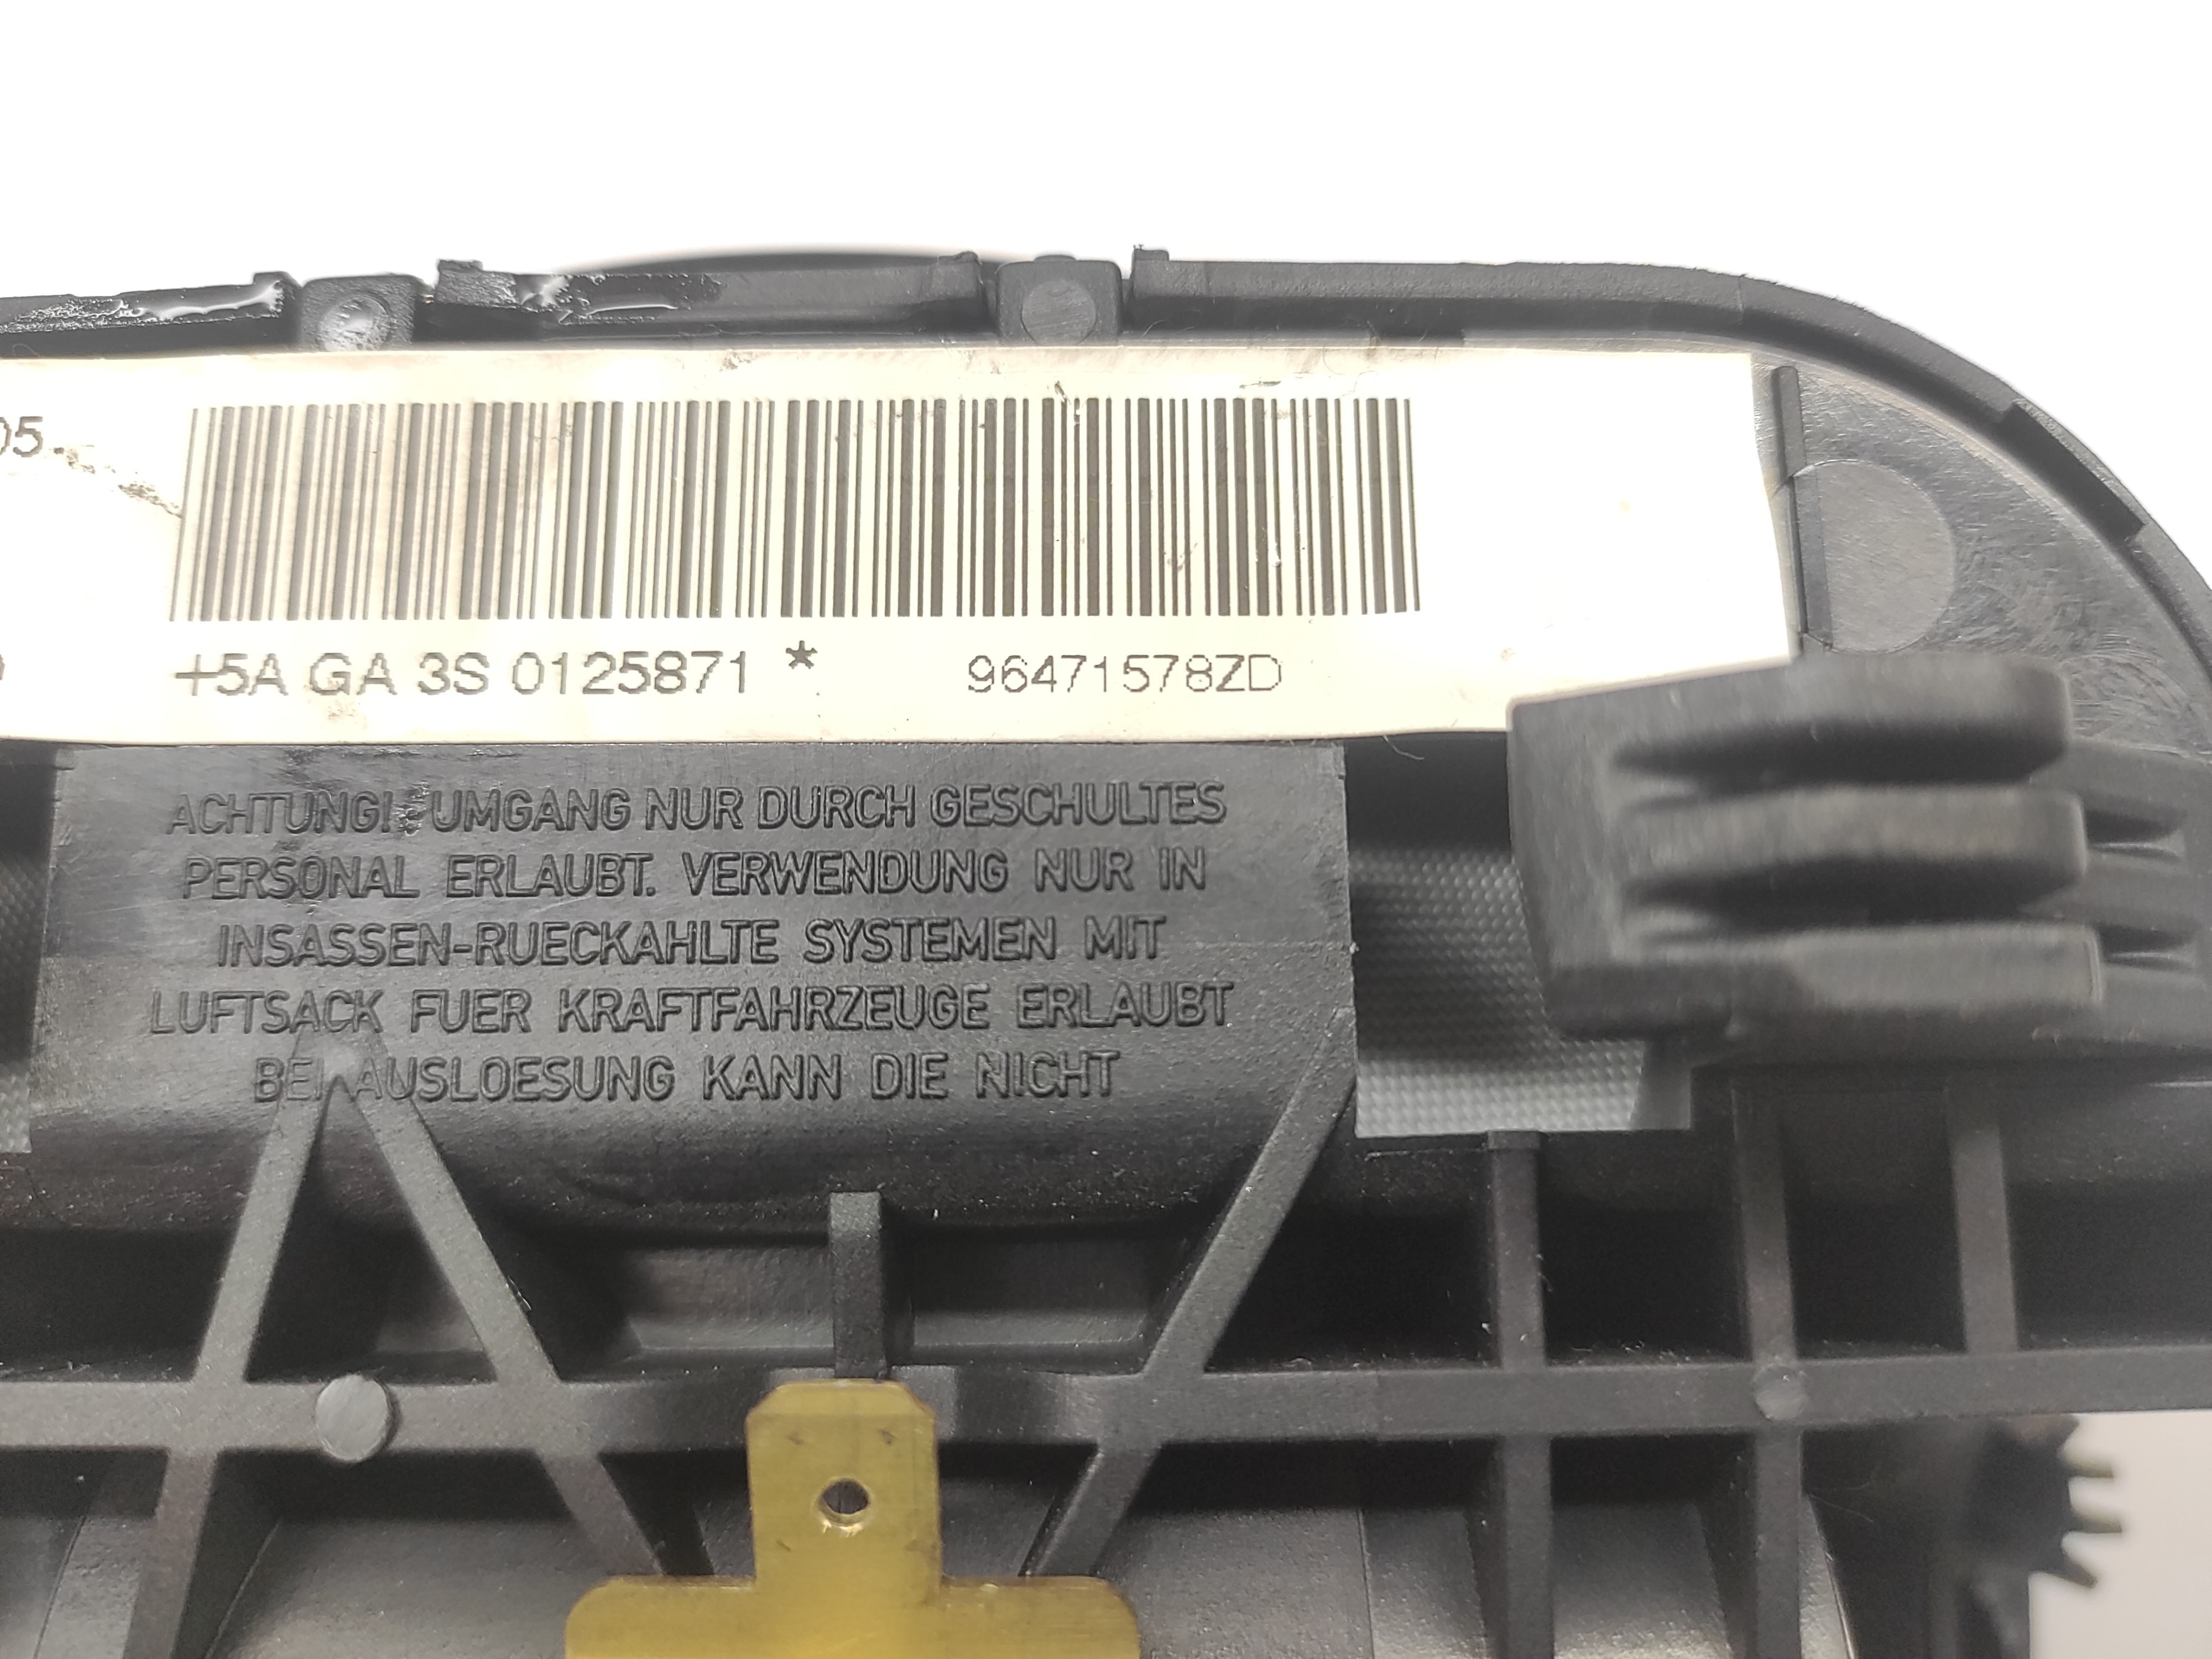 05
+5A GA 3S 0125871 * 96471578ZD
ACHTUNG! UMGANG NUR DURCH GESCHULTES
PERSONAL ERLAUBT. VERWENDUNG NUR IN
INSASSEN-RUECKAHLTE SYSTEMEN MIT
LUFTSACK FUER KRAFTFAHRZEUGE ERLAUBT
BEI AUSLOESUNG KANN DIE NICHT